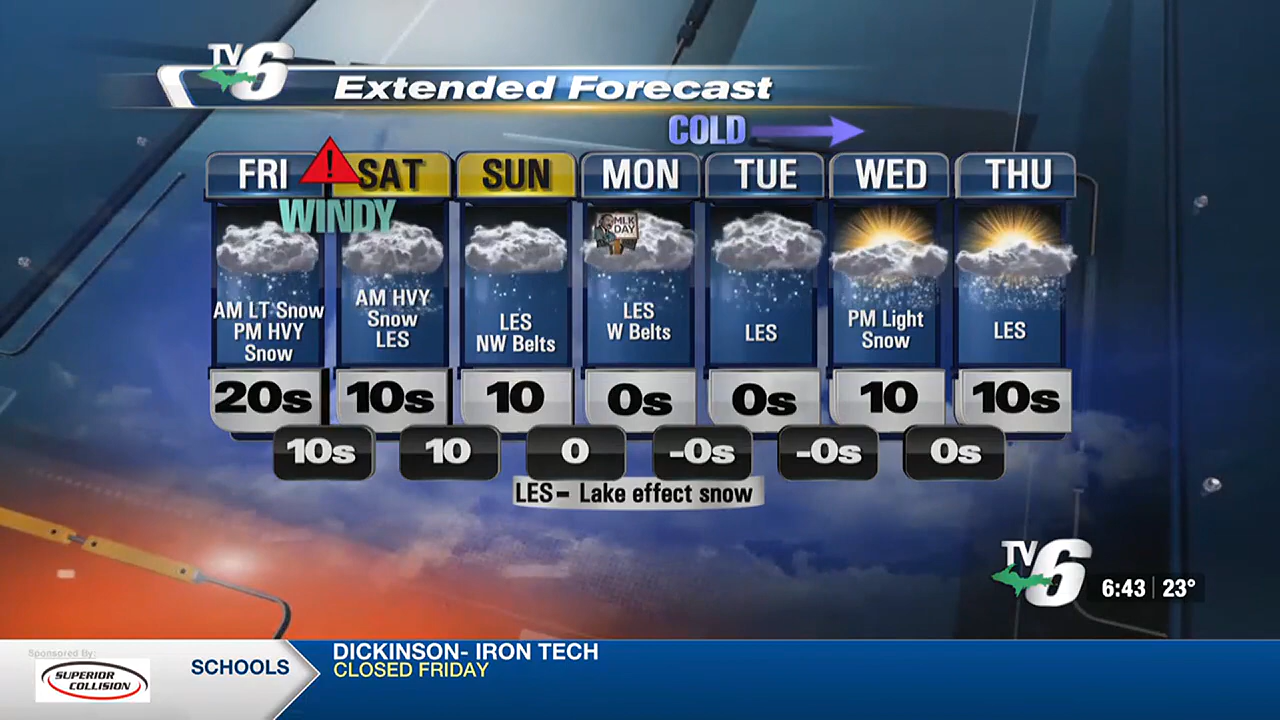 TV6
Extended Forecast
COLD
FRI
!
SAT
SUN
MON
TUE
WED
THU
WINDY
MLK
DAY
AM LT Snow
PM HVY
Snow
AM HVY
Snow
LES
LES
NW Belts
LES
W Belts
LES
PM Light
Snow
LES
20s
10s
10
0s
0s
10
10s
10s
10
0
-0s
-0s
0s
LES- Lake effect snow
TV6
6:43 | 23°
Sponsored By:
SUPERIOR
COLLISION
SCHOOLS
DICKINSON- IRON TECH
CLOSED FRIDAY